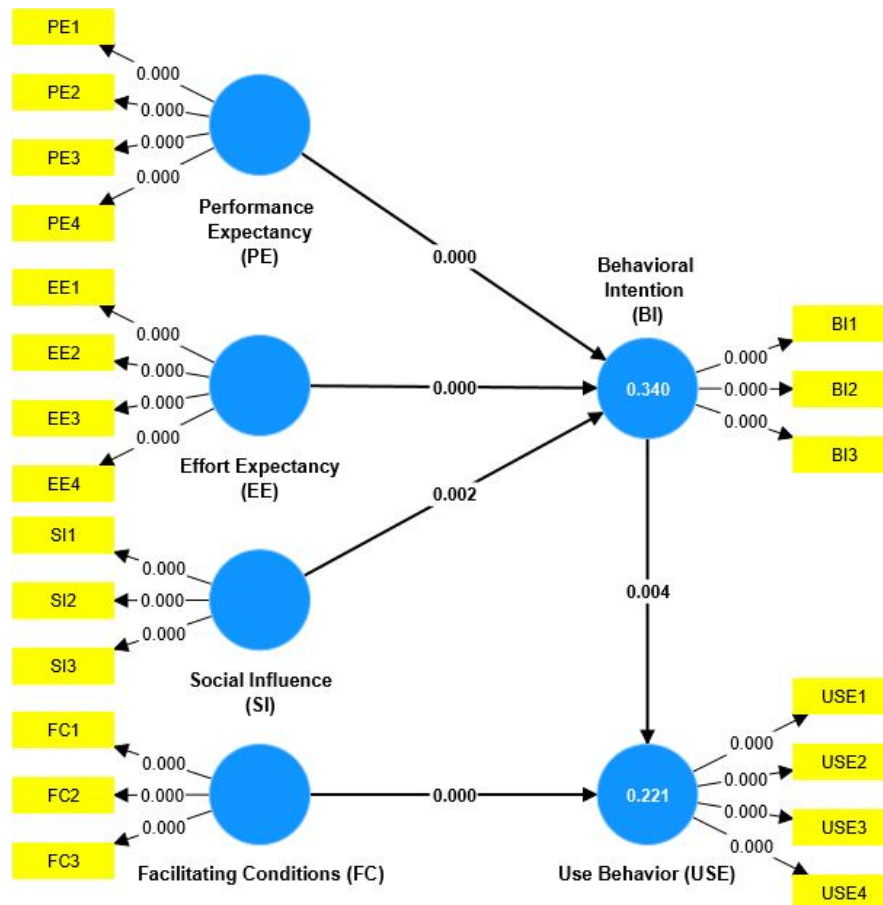 PE1
0.000
PE2
0.000
0.000
PE3
0.000
PE4
Performance
Expectancy
(PE)
0.000
EE1
0.000
EE2
0.000
0.000
EE3
0.000
EE4
Effort Expectancy
(EE)
0.000
SI1
0.000
SI2
0.000
0.000
SI3
Social Influence
(SI)
0.002
FC1
0.000
FC2
0.000
0.000
FC3
Facilitating Conditions (FC)
0.000
Behavioral
Intention
(BI)
0.340
0.000
BI1
0.000
BI2
0.000
BI3
0.004
0.221
Use Behavior (USE)
0.000
USE1
0.000
USE2
0.000
USE3
0.000
USE4